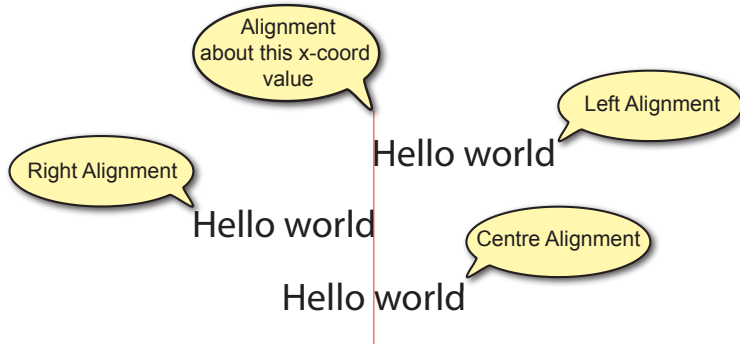 Alignment
about this x-coord
value
Left Alignment
Hello world
Right Alignment
Hello world
Centre Alignment
Hello world